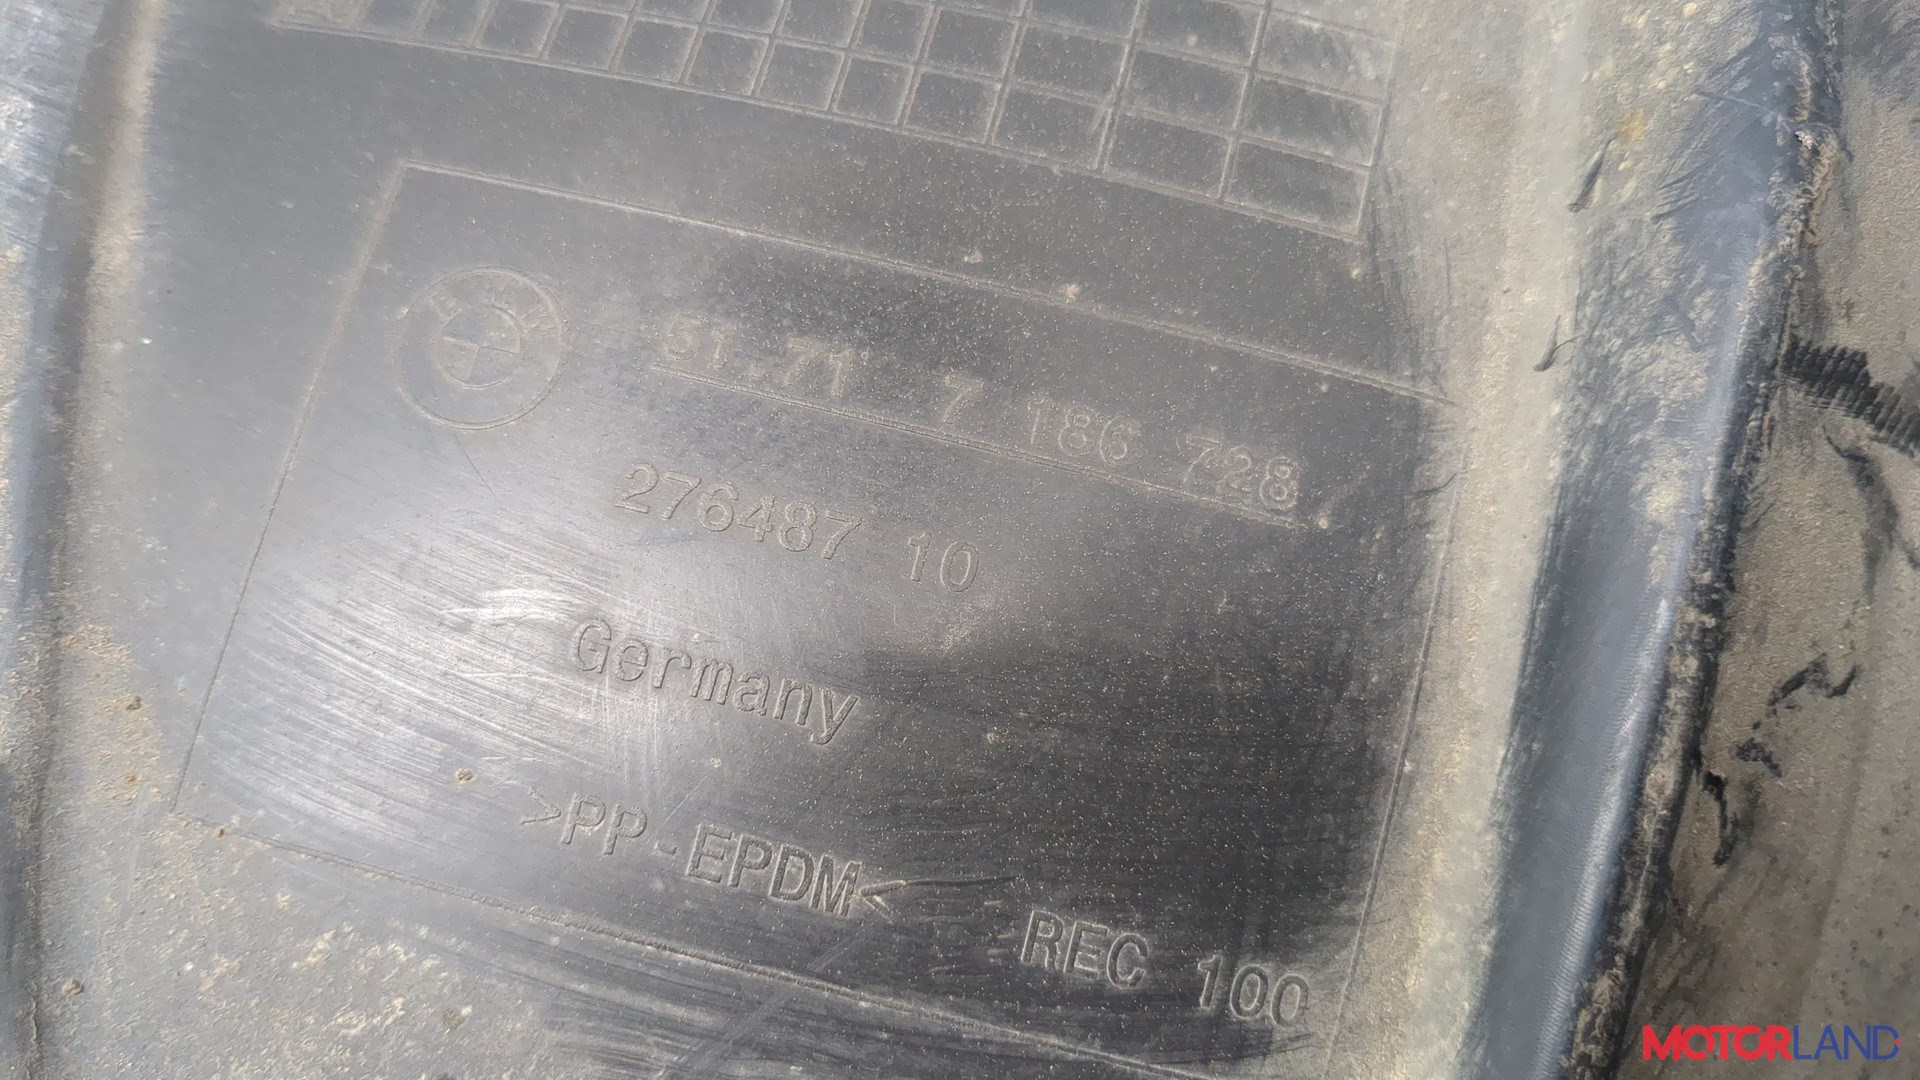 BMW
51.71 7 186 728
276487 10
Germany
>PP-EPDM< REC 100
MOTORLAND